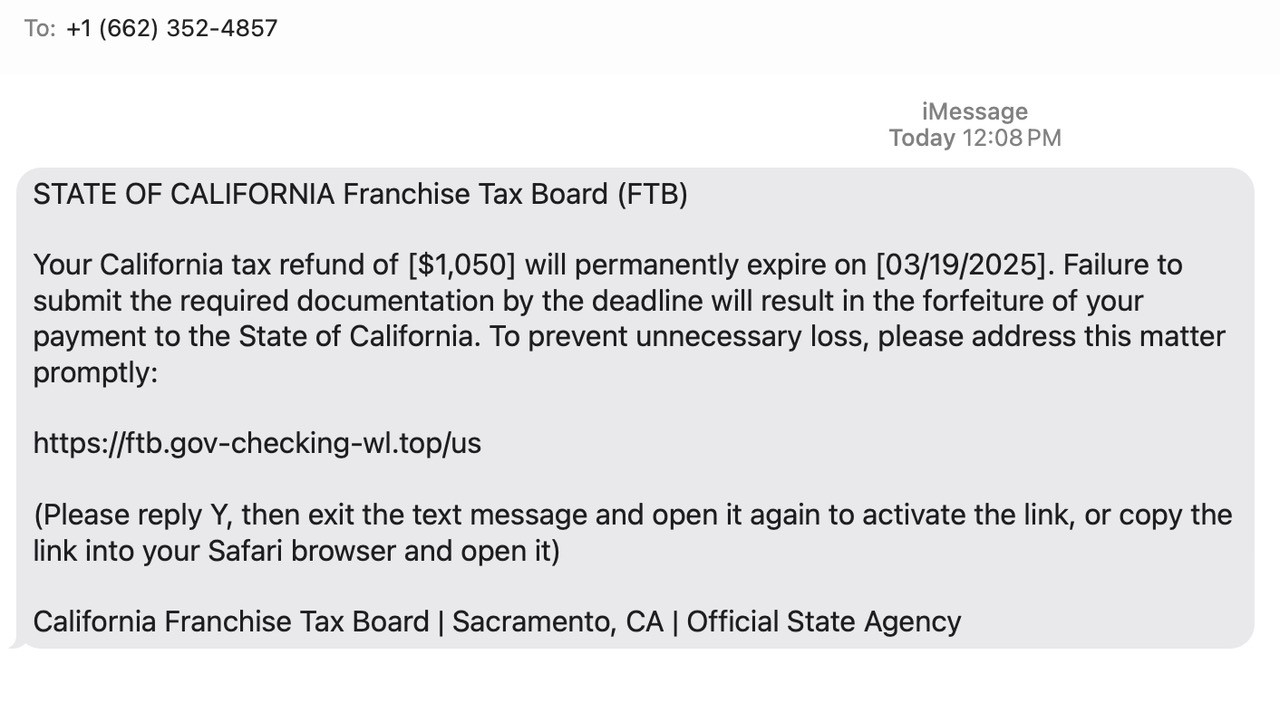 To: +1 (662) 352-4857
iMessage
Today 12:08 PM
STATE OF CALIFORNIA Franchise Tax Board (FTB)
Your California tax refund of [$1,050] will permanently expire on [03/19/2025]. Failure to
submit the required documentation by the deadline will result in the forfeiture of your
payment to the State of California. To prevent unnecessary loss, please address this matter
promptly:
https://ftb.gov-checking-wl.top/us
(Please reply Y, then exit the text message and open it again to activate the link, or copy the
link into your Safari browser and open it)
California Franchise Tax Board | Sacramento, CA | Official State Agency